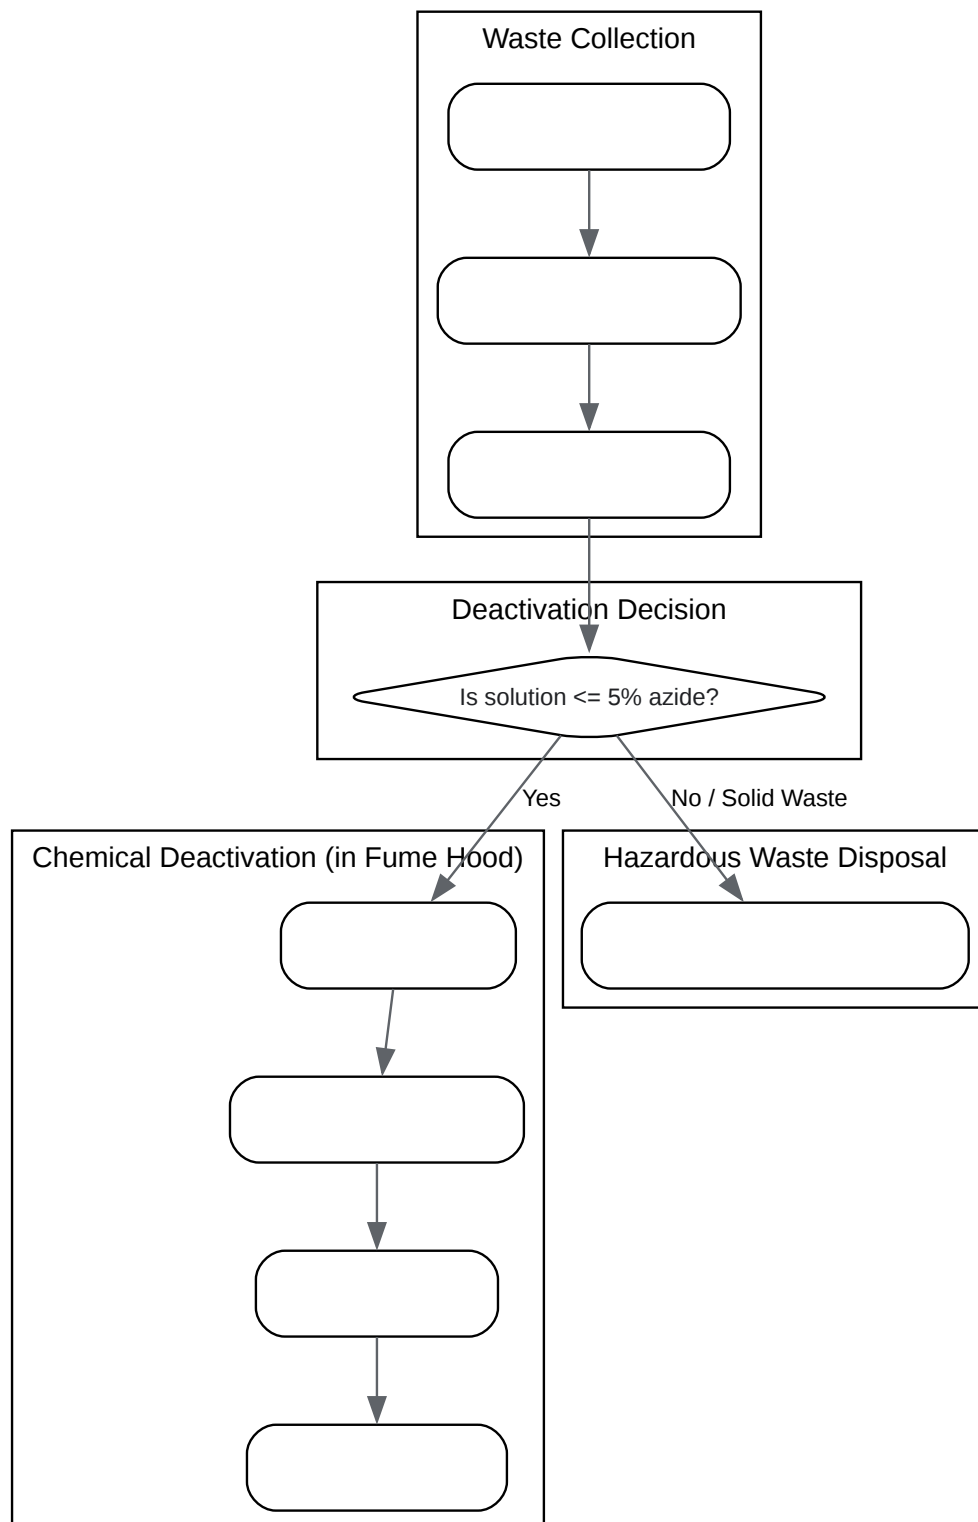 Waste Collection
Deactivation Decision
Is solution <= 5% azide?
Yes
No / Solid Waste
Chemical Deactivation (in Fume Hood)
Hazardous Waste Disposal